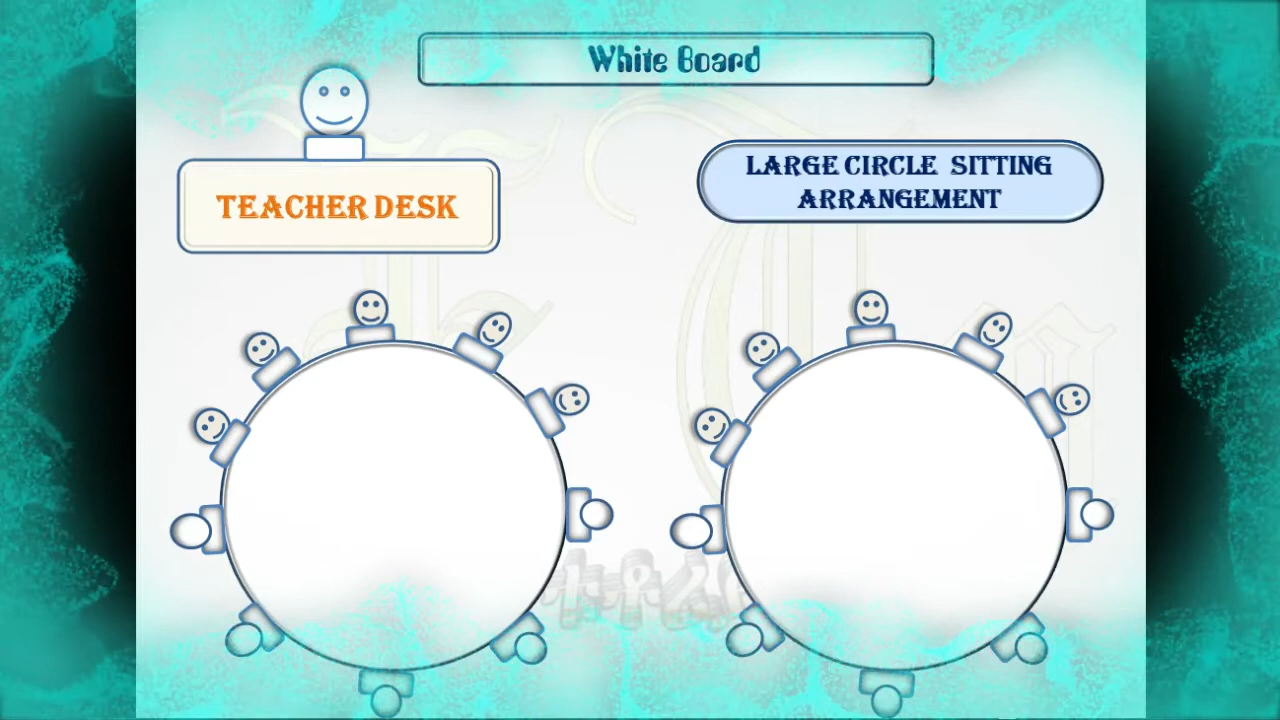 White Board
TEACHER DESK
LARGE CIRCLE SITTING
ARRANGEMENT